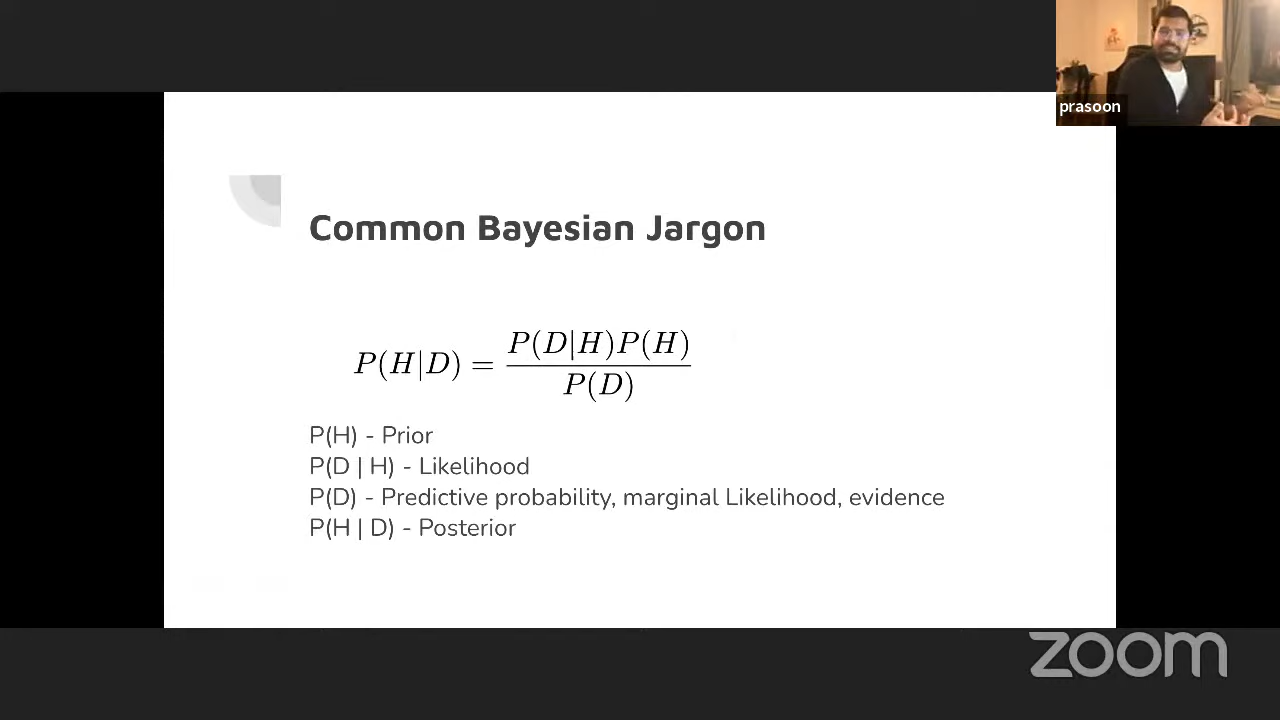 prasoon
Common Bayesian Jargon
P(H|D) = P(D|H)P(H) / P(D)
P(H) - Prior
P(D | H) - Likelihood
P(D) - Predictive probability, marginal Likelihood, evidence
P(H | D) - Posterior
zoom